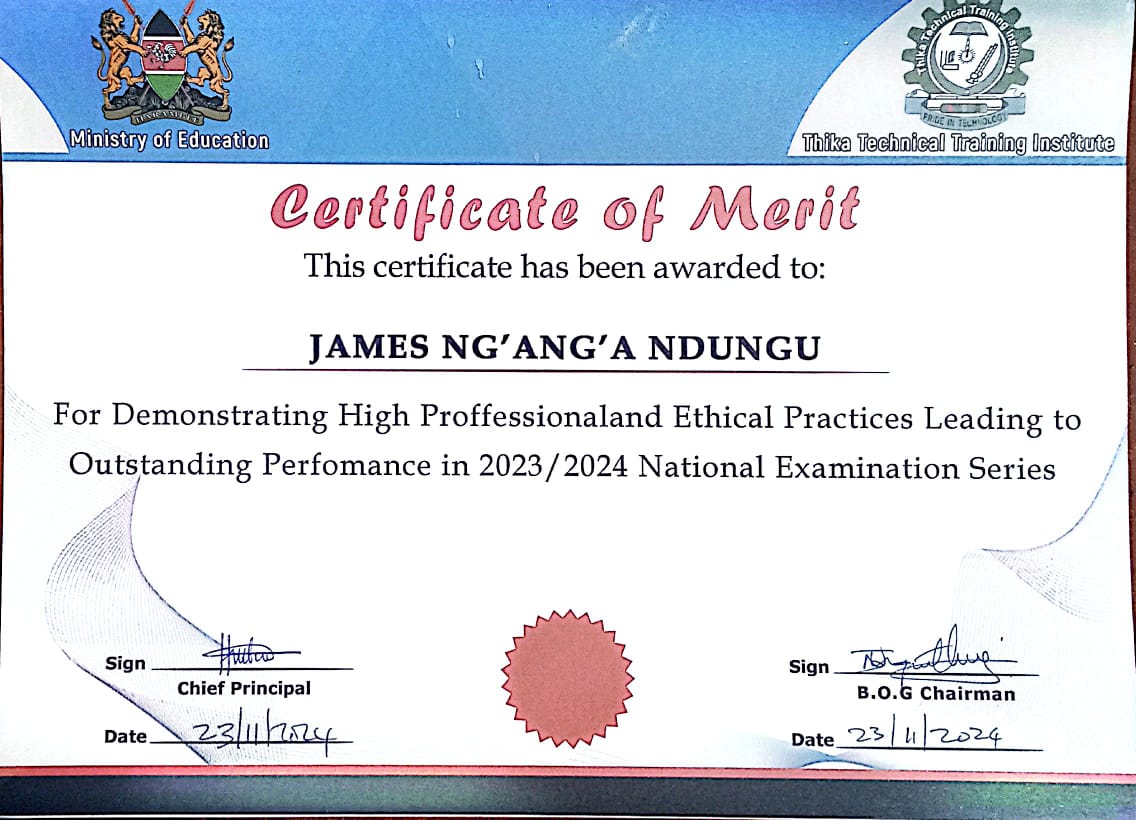 Thika Technical Training Institute
HARAMBEE
PRIDE IN TECHNOLOGY
Ministry of Education
Thika Technical Training Institute
Certificate of Merit
This certificate has been awarded to:
JAMES NG'ANG'A NDUNGU
For Demonstrating High Proffessionaland Ethical Practices Leading to
Outstanding Perfomance in 2023/2024 National Examination Series
Sign
Sign
Chief Principal
B.O.G Chairman
Date 23/11/2024
Date 23/11/2024